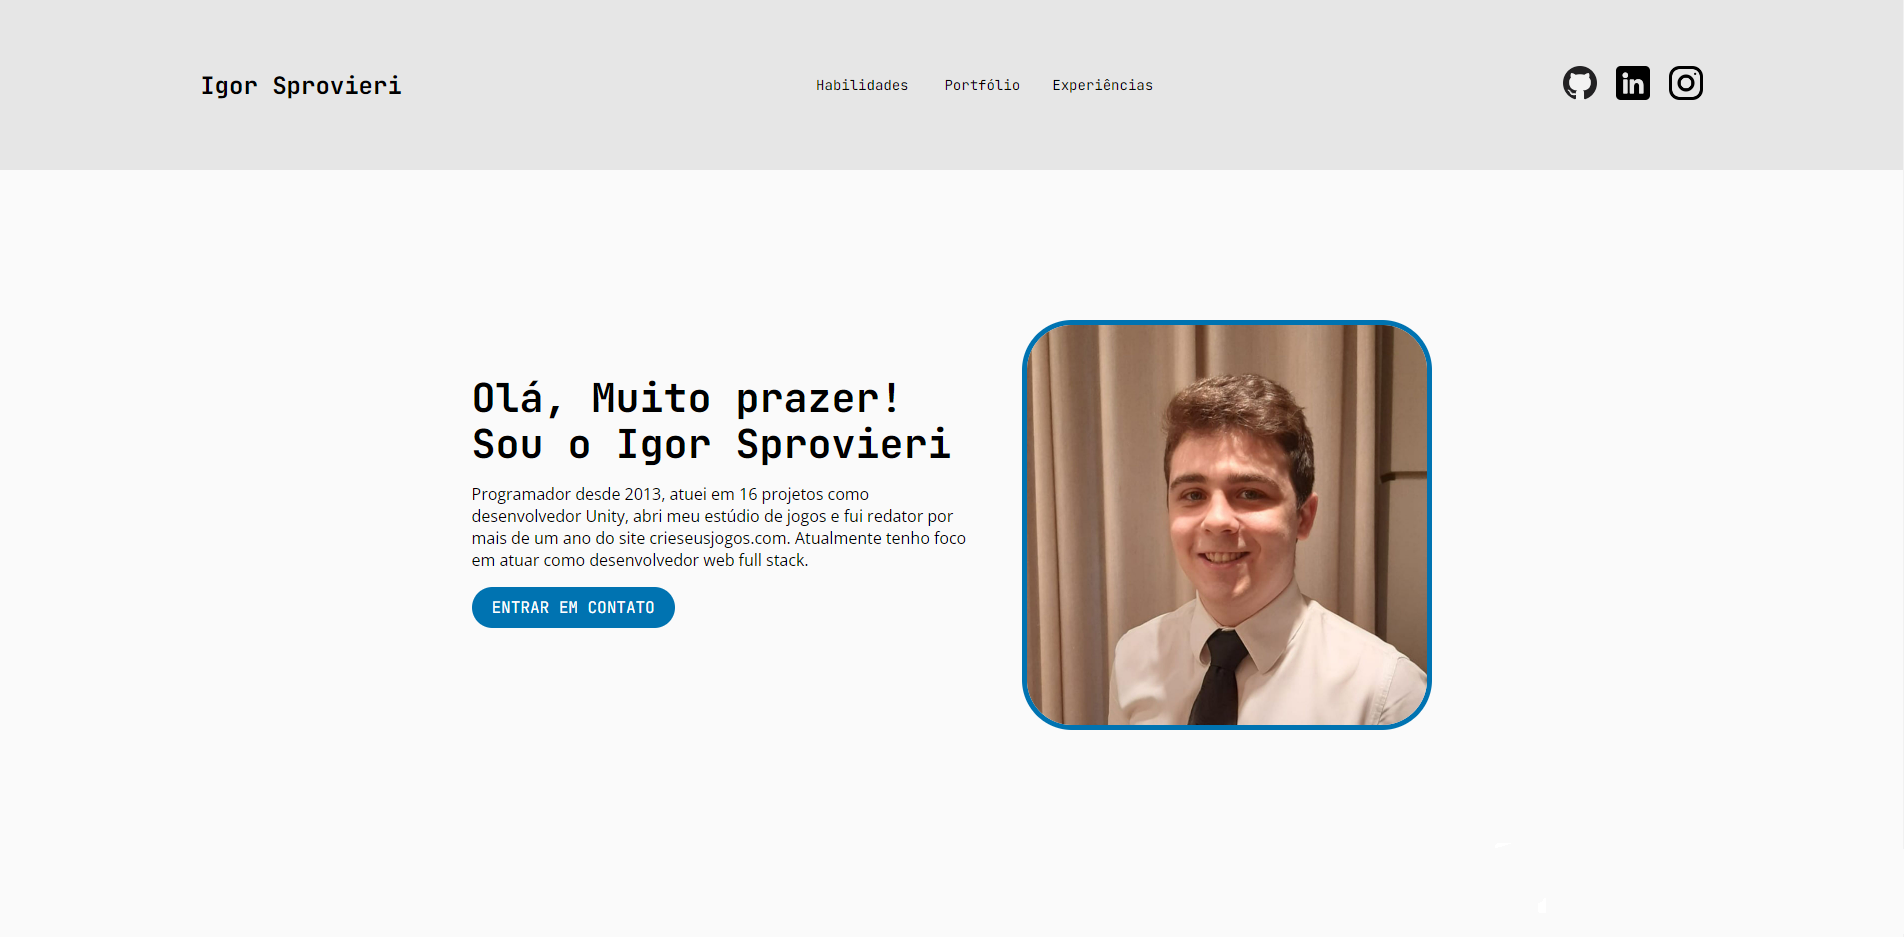 Igor Sprovieri
Habilidades
Portfólio
Experiências
in
Olá, Muito prazer!
Sou o Igor Sprovieri
Programador desde 2013, atuei em 16 projetos como
desenvolvedor Unity, abri meu estúdio de jogos e fui redator por
mais de um ano do site crieseusjogos.com. Atualmente tenho foco
em atuar como desenvolvedor web full stack.
ENTRAR EM CONTATO